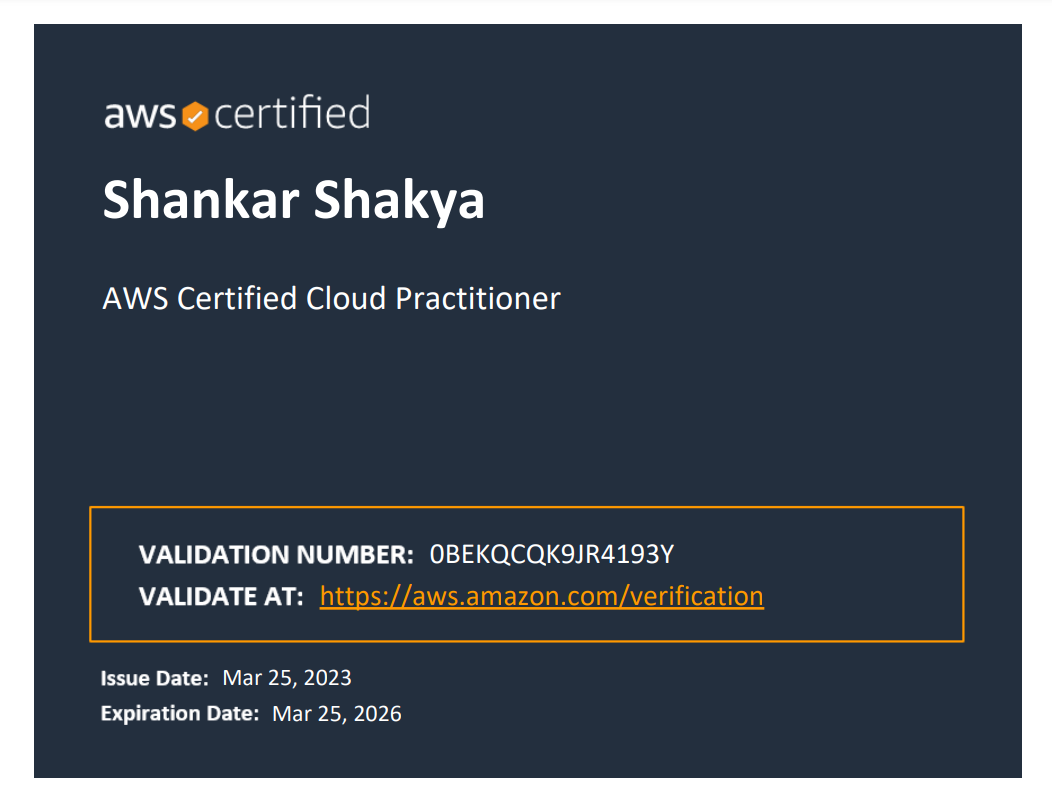 aws certified
Shankar Shakya
AWS Certified Cloud Practitioner
VALIDATION NUMBER: 0BEKQCQK9JR4193Y
VALIDATE AT: https://aws.amazon.com/verification
Issue Date: Mar 25, 2023
Expiration Date: Mar 25, 2026